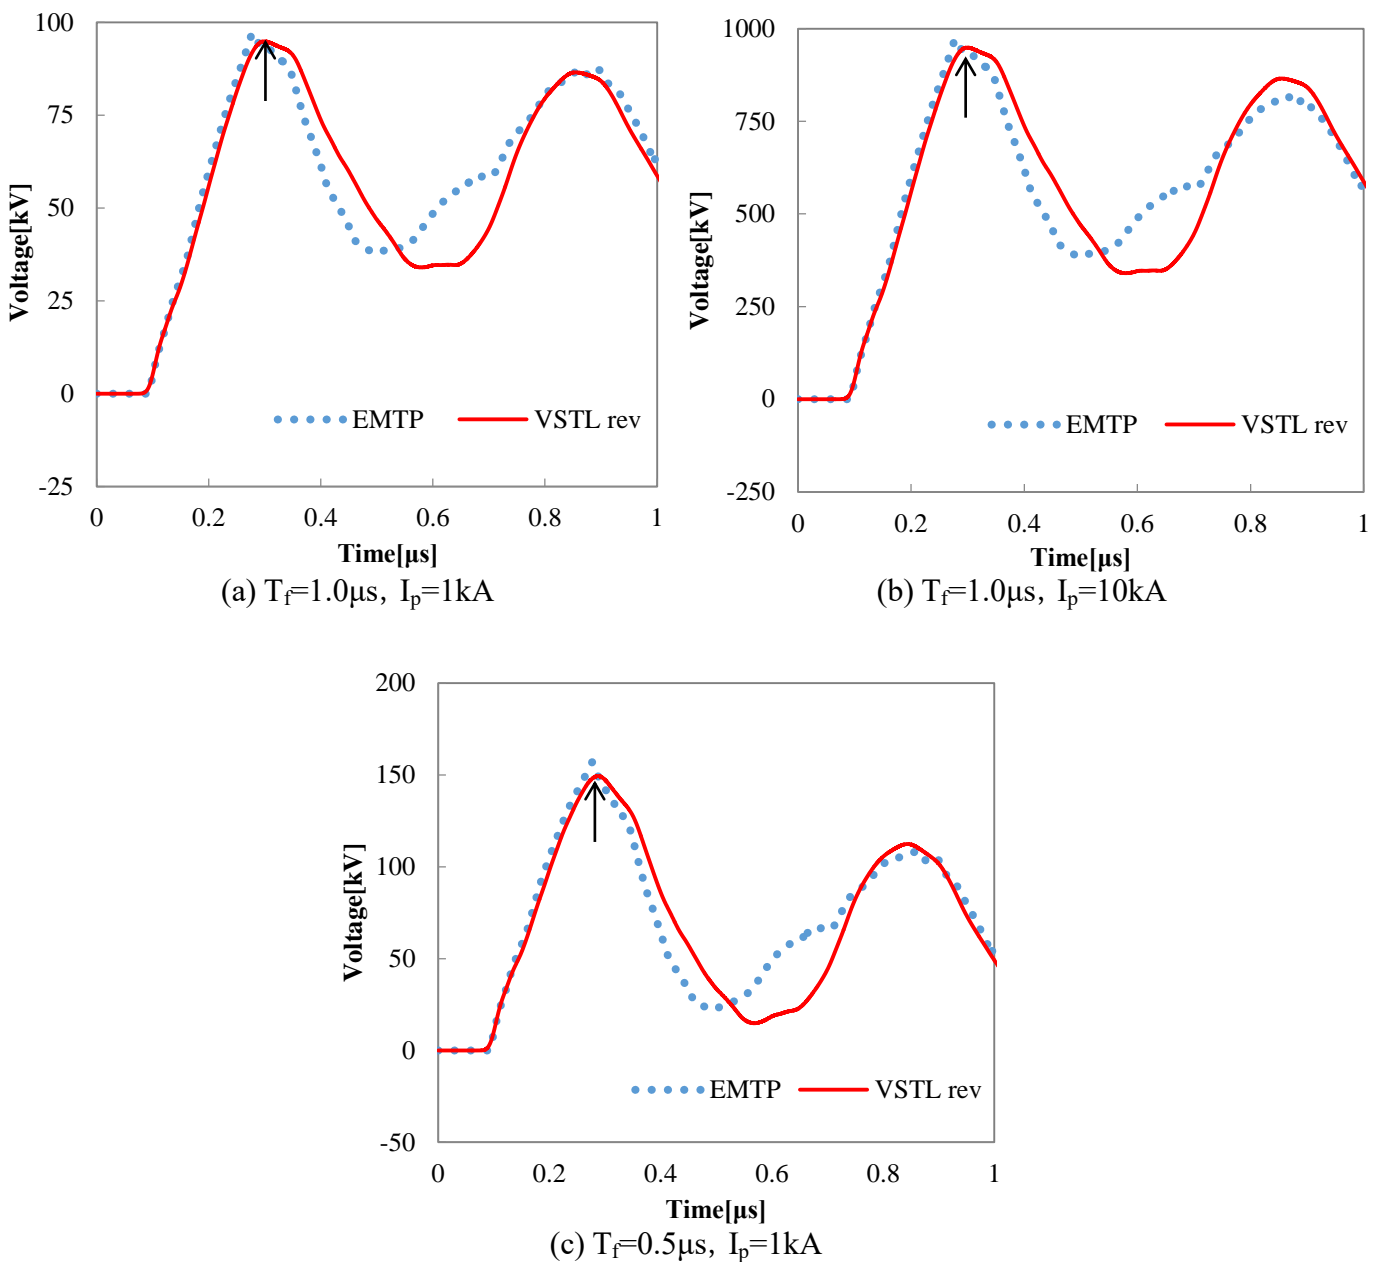 100
75
50
25
0
-25
Voltage[kV]
0 0.2 0.4 0.6 0.8 1
Time[μs]
EMTP VSTL rev
(a) Tf=1.0μs, Ip=1kA
1000
750
500
250
0
-250
Voltage[kV]
0 0.2 0.4 0.6 0.8 1
Time[μs]
EMTP VSTL rev
(b) Tf=1.0μs, Ip=10kA
200
150
100
50
0
-50
Voltage[kV]
0 0.2 0.4 0.6 0.8 1
Time[μs]
EMTP VSTL rev
(c) Tf=0.5μs, Ip=1kA